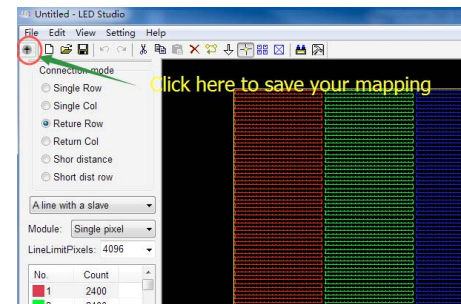 Untitled - LED Studio
File Edit View Setting Help
Click here to save your mapping
Connection mode
Single Row
Single Col
Reture Row
Return Col
Shor distance
Short dist row
A line with a slave
Module: Single pixel
LineLimitPixels: 4096
No. Count
1 2400